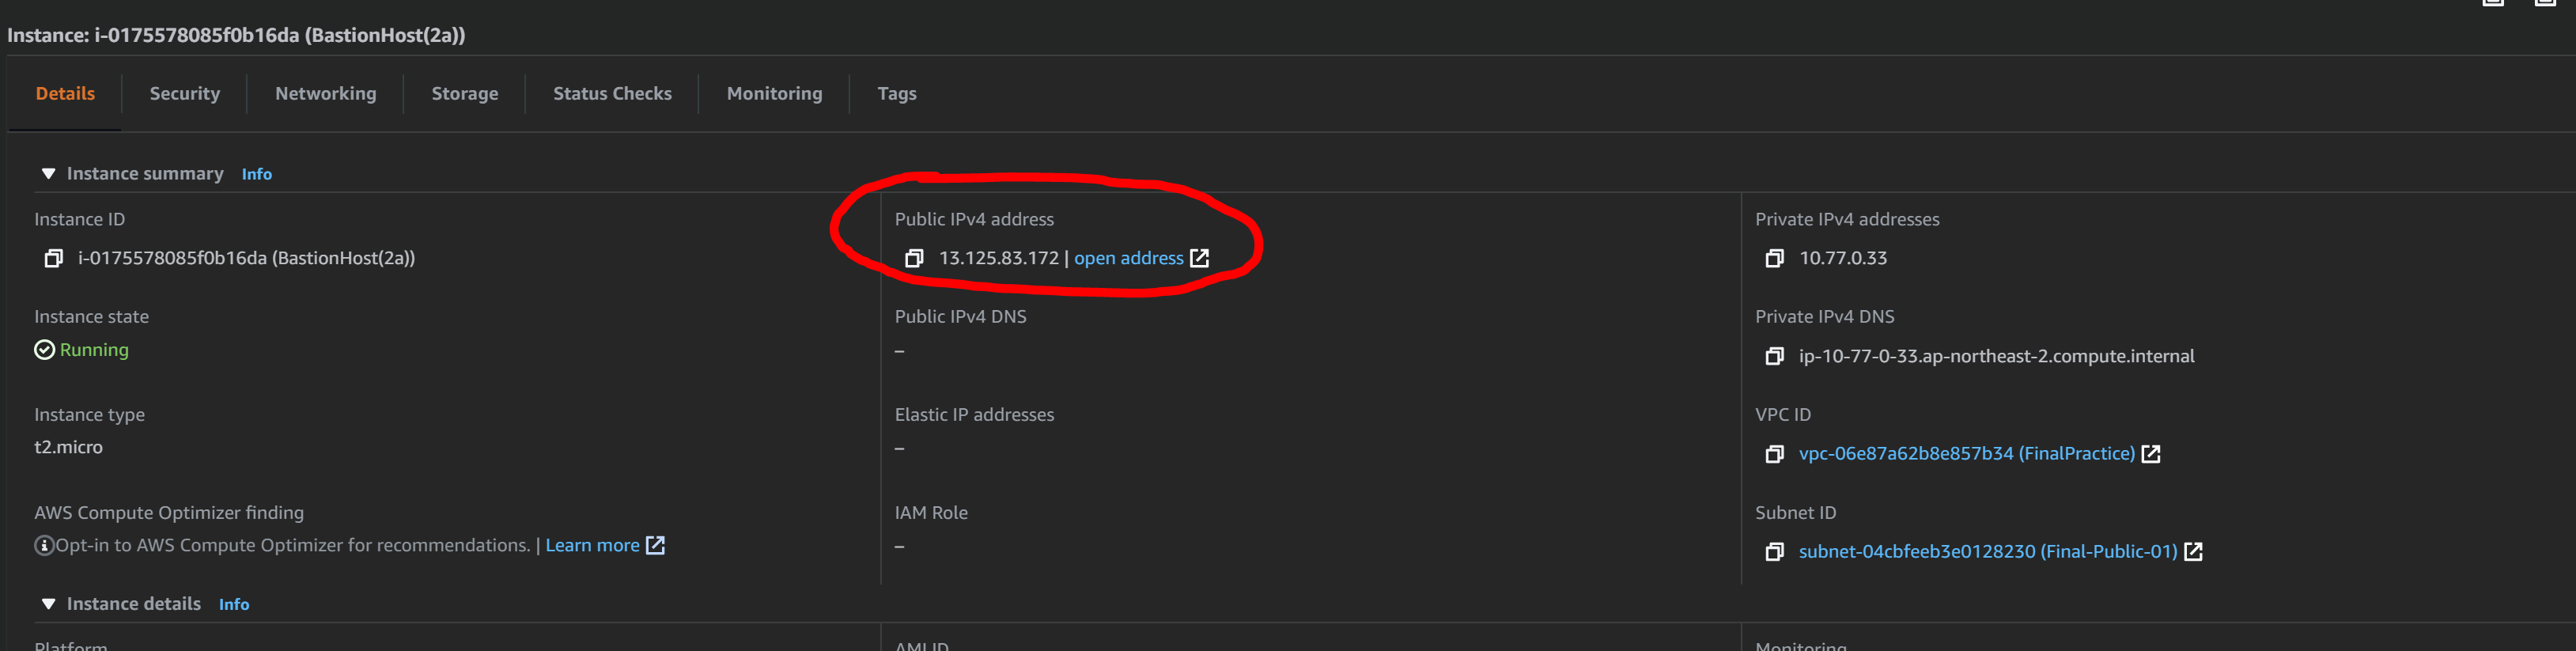 Instance: i-0175578085f0b16da (BastionHost(2a))
Details Security Networking Storage Status Checks Monitoring Tags
Instance summary Info
Instance ID
i-0175578085f0b16da (BastionHost(2a))
Public IPv4 address
13.125.83.172 | open address
Private IPv4 addresses
10.77.0.33
Instance state
Running
Public IPv4 DNS
–
Private IPv4 DNS
ip-10-77-0-33.ap-northeast-2.compute.internal
Instance type
t2.micro
Elastic IP addresses
–
VPC ID
vpc-06e87a62b8e857b34 (FinalPractice)
AWS Compute Optimizer finding
Opt-in to AWS Compute Optimizer for recommendations. | Learn more
IAM Role
–
Subnet ID
subnet-04cbfeeb3e0128230 (Final-Public-01)
Instance details Info
Platform
AMI ID
Monitoring